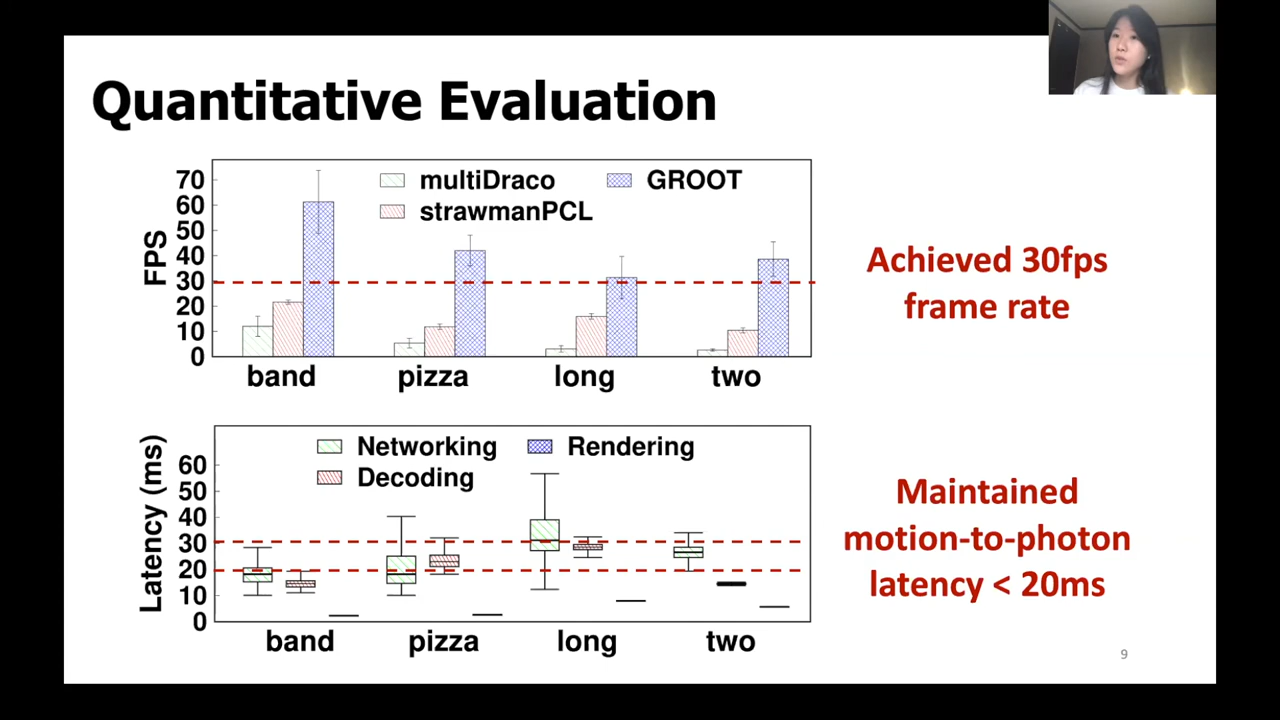 Quantitative Evaluation
70
60
50
40
30
20
10
0
FPS
multiDraco
GROOT
strawmanPCL
band
pizza
long
two
Achieved 30fps
frame rate
60
50
40
30
20
10
0
Latency (ms)
Networking
Rendering
Decoding
band
pizza
long
two
Maintained
motion-to-photon
latency < 20ms
9